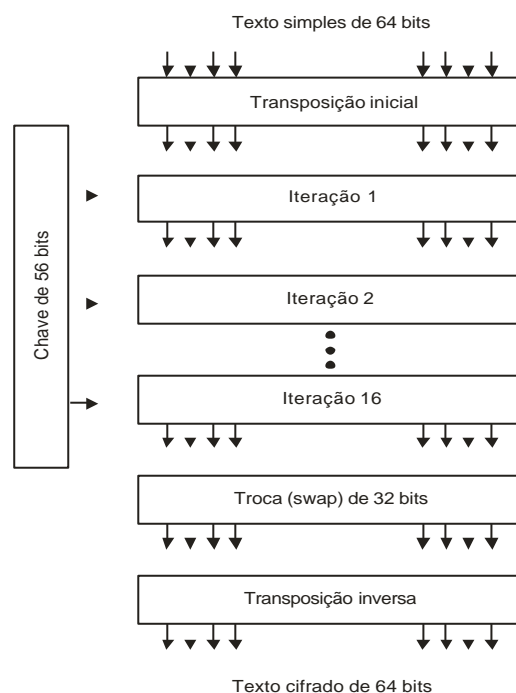 Texto simples de 64 bits
Transposição inicial
Chave de 56 bits
Iteração 1
Iteração 2
Iteração 16
Troca (swap) de 32 bits
Transposição inversa
Texto cifrado de 64 bits